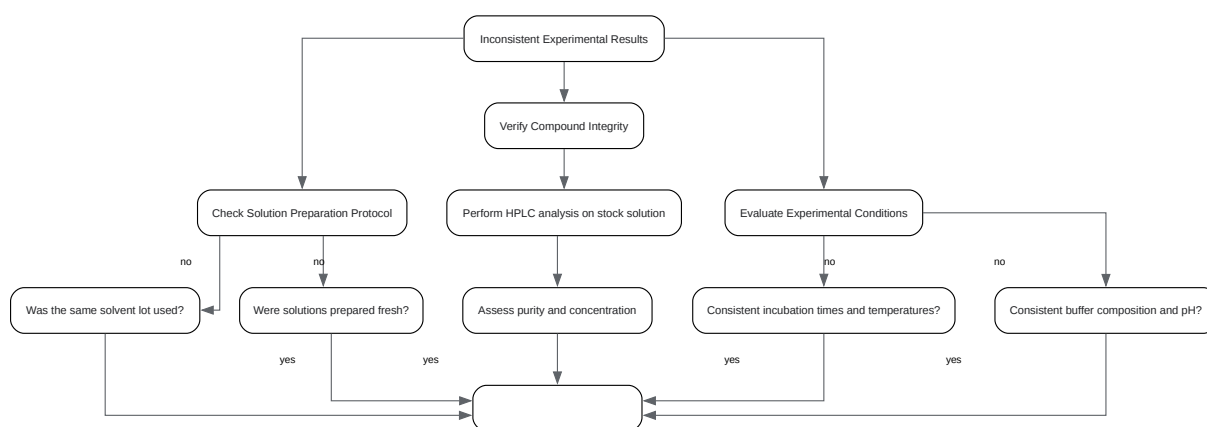 Inconsistent Experimental Results
Verify Compound Integrity
Check Solution Preparation Protocol
Perform HPLC analysis on stock solution
Evaluate Experimental Conditions
no
no
no
no
Was the same solvent lot used?
Were solutions prepared fresh?
Assess purity and concentration
Consistent incubation times and temperatures?
Consistent buffer composition and pH?
yes
yes
yes
yes